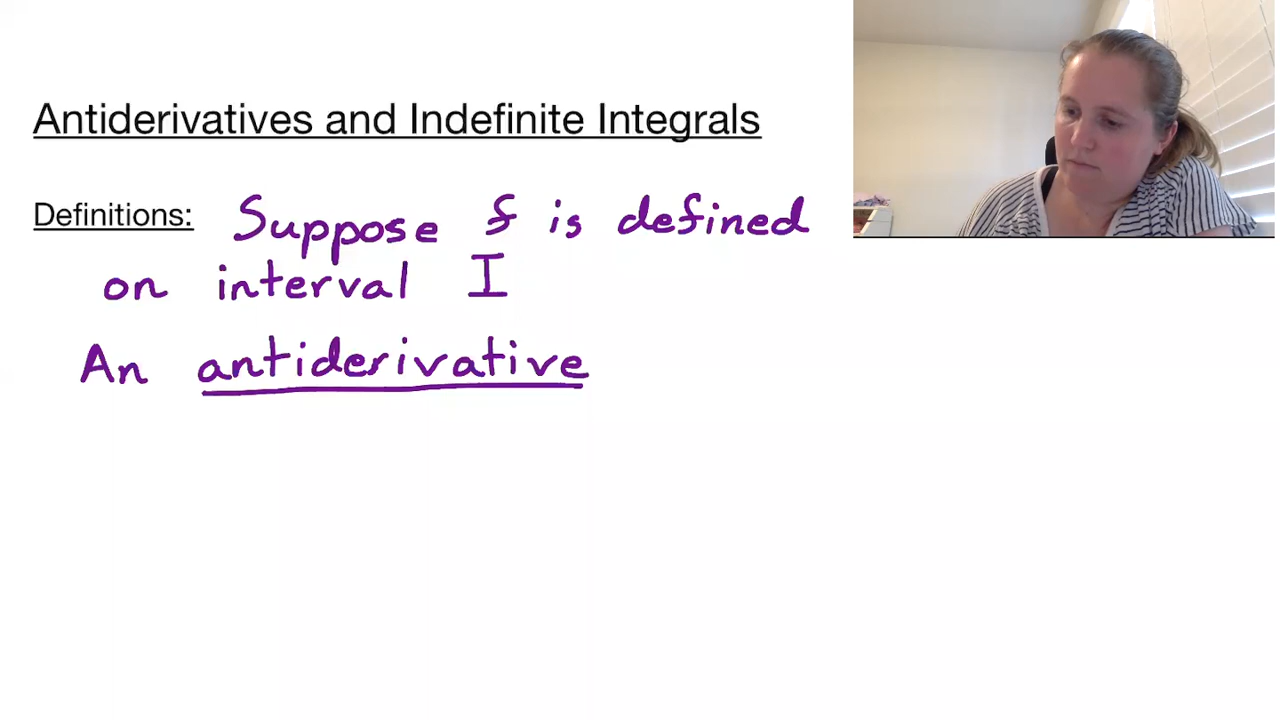 Antiderivatives and Indefinite Integrals
Definitions: Suppose f is defined
on interval I
An antiderivative